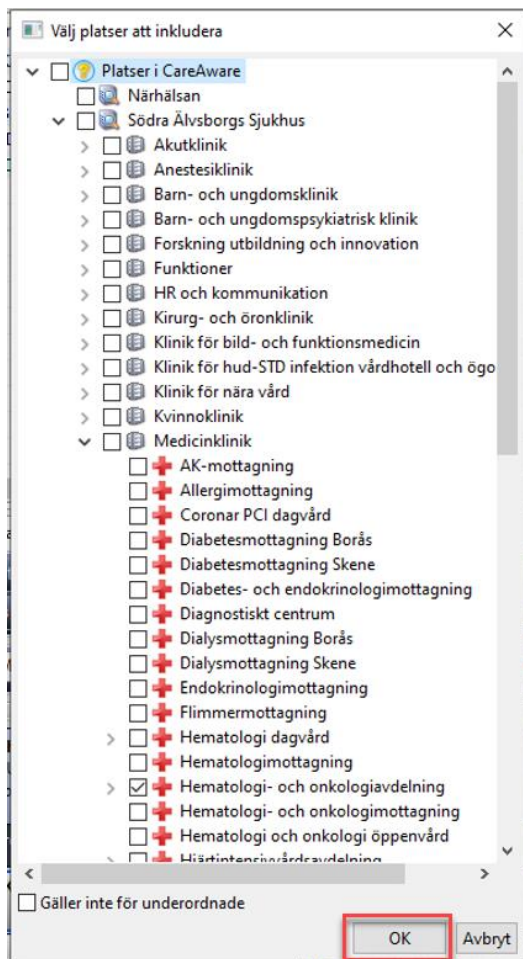 Välj platser att inkludera
Platser i CareAware
Närhälsan
Södra Älvsborgs Sjukhus
Akutklinik
Anestesiklinik
Barn- och ungdomsklinik
Barn- och ungdomspsykiatrisk klinik
Forskning utbildning och innovation
Funktioner
HR och kommunikation
Kirurg- och öronklinik
Klinik för bild- och funktionsmedicin
Klinik för hud-STD infektion vårdhotell och ögo
Klinik för nära vård
Kvinnoklinik
Medicinklinik
AK-mottagning
Allergimottagning
Coronar PCI dagvård
Diabetesmottagning Borås
Diabetesmottagning Skene
Diabetes- och endokrinologimottagning
Diagnostiskt centrum
Dialysmottagning Borås
Dialysmottagning Skene
Endokrinologimottagning
Flimmermottagning
Hematologi dagvård
Hematologimottagning
Hematologi- och onkologiavdelning
Hematologi- och onkologimottagning
Hematologi och onkologi öppenvård
Hjärtintensivvårdsavdelning
Gäller inte för underordnade
OK Avbryt